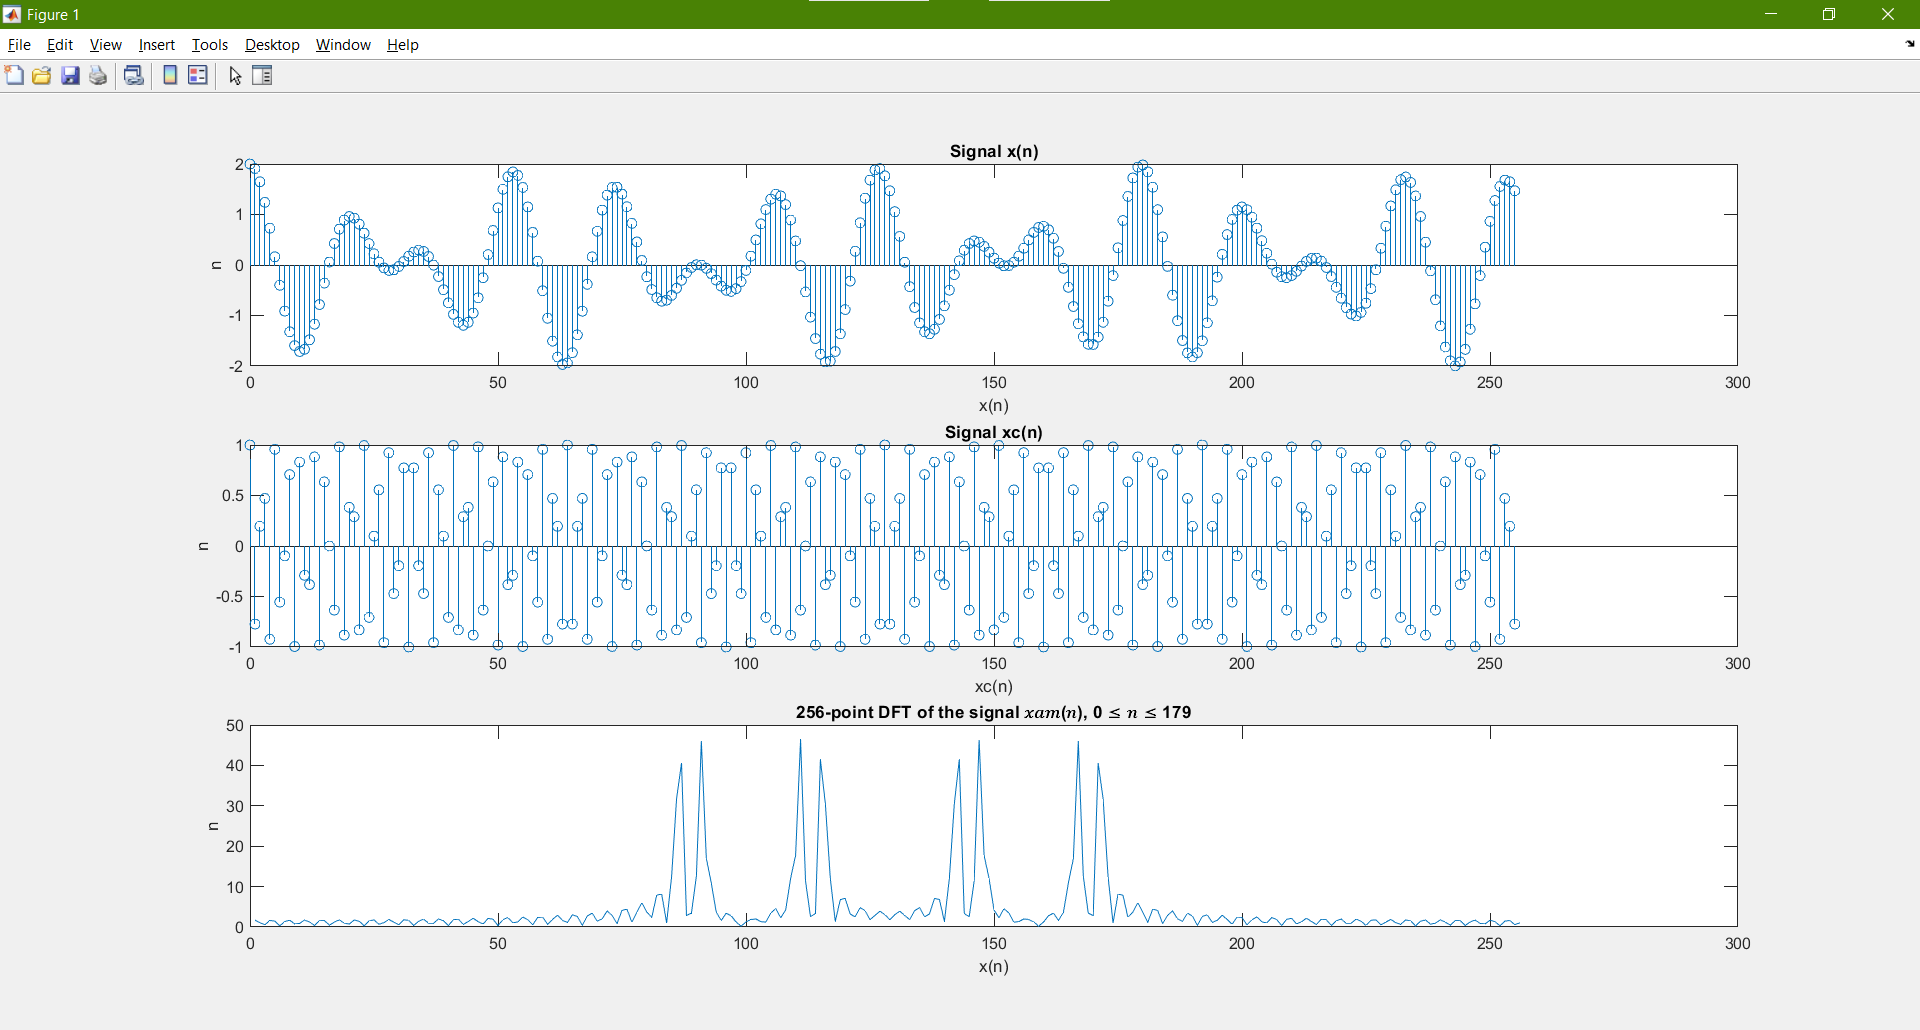 Figure 1
File Edit View Insert Tools Desktop Window Help
Signal x(n)
2
1
0
-1
-2
n
0 50 100 150 200 250 300
x(n)
Signal xc(n)
1
0.5
0
-0.5
-1
n
0 50 100 150 200 250 300
xc(n)
256-point DFT of the signal 𝑥𝑎𝑚(𝑛), 0 ≤ 𝑛 ≤ 179
50
40
30
20
10
0
n
0 50 100 150 200 250 300
x(n)